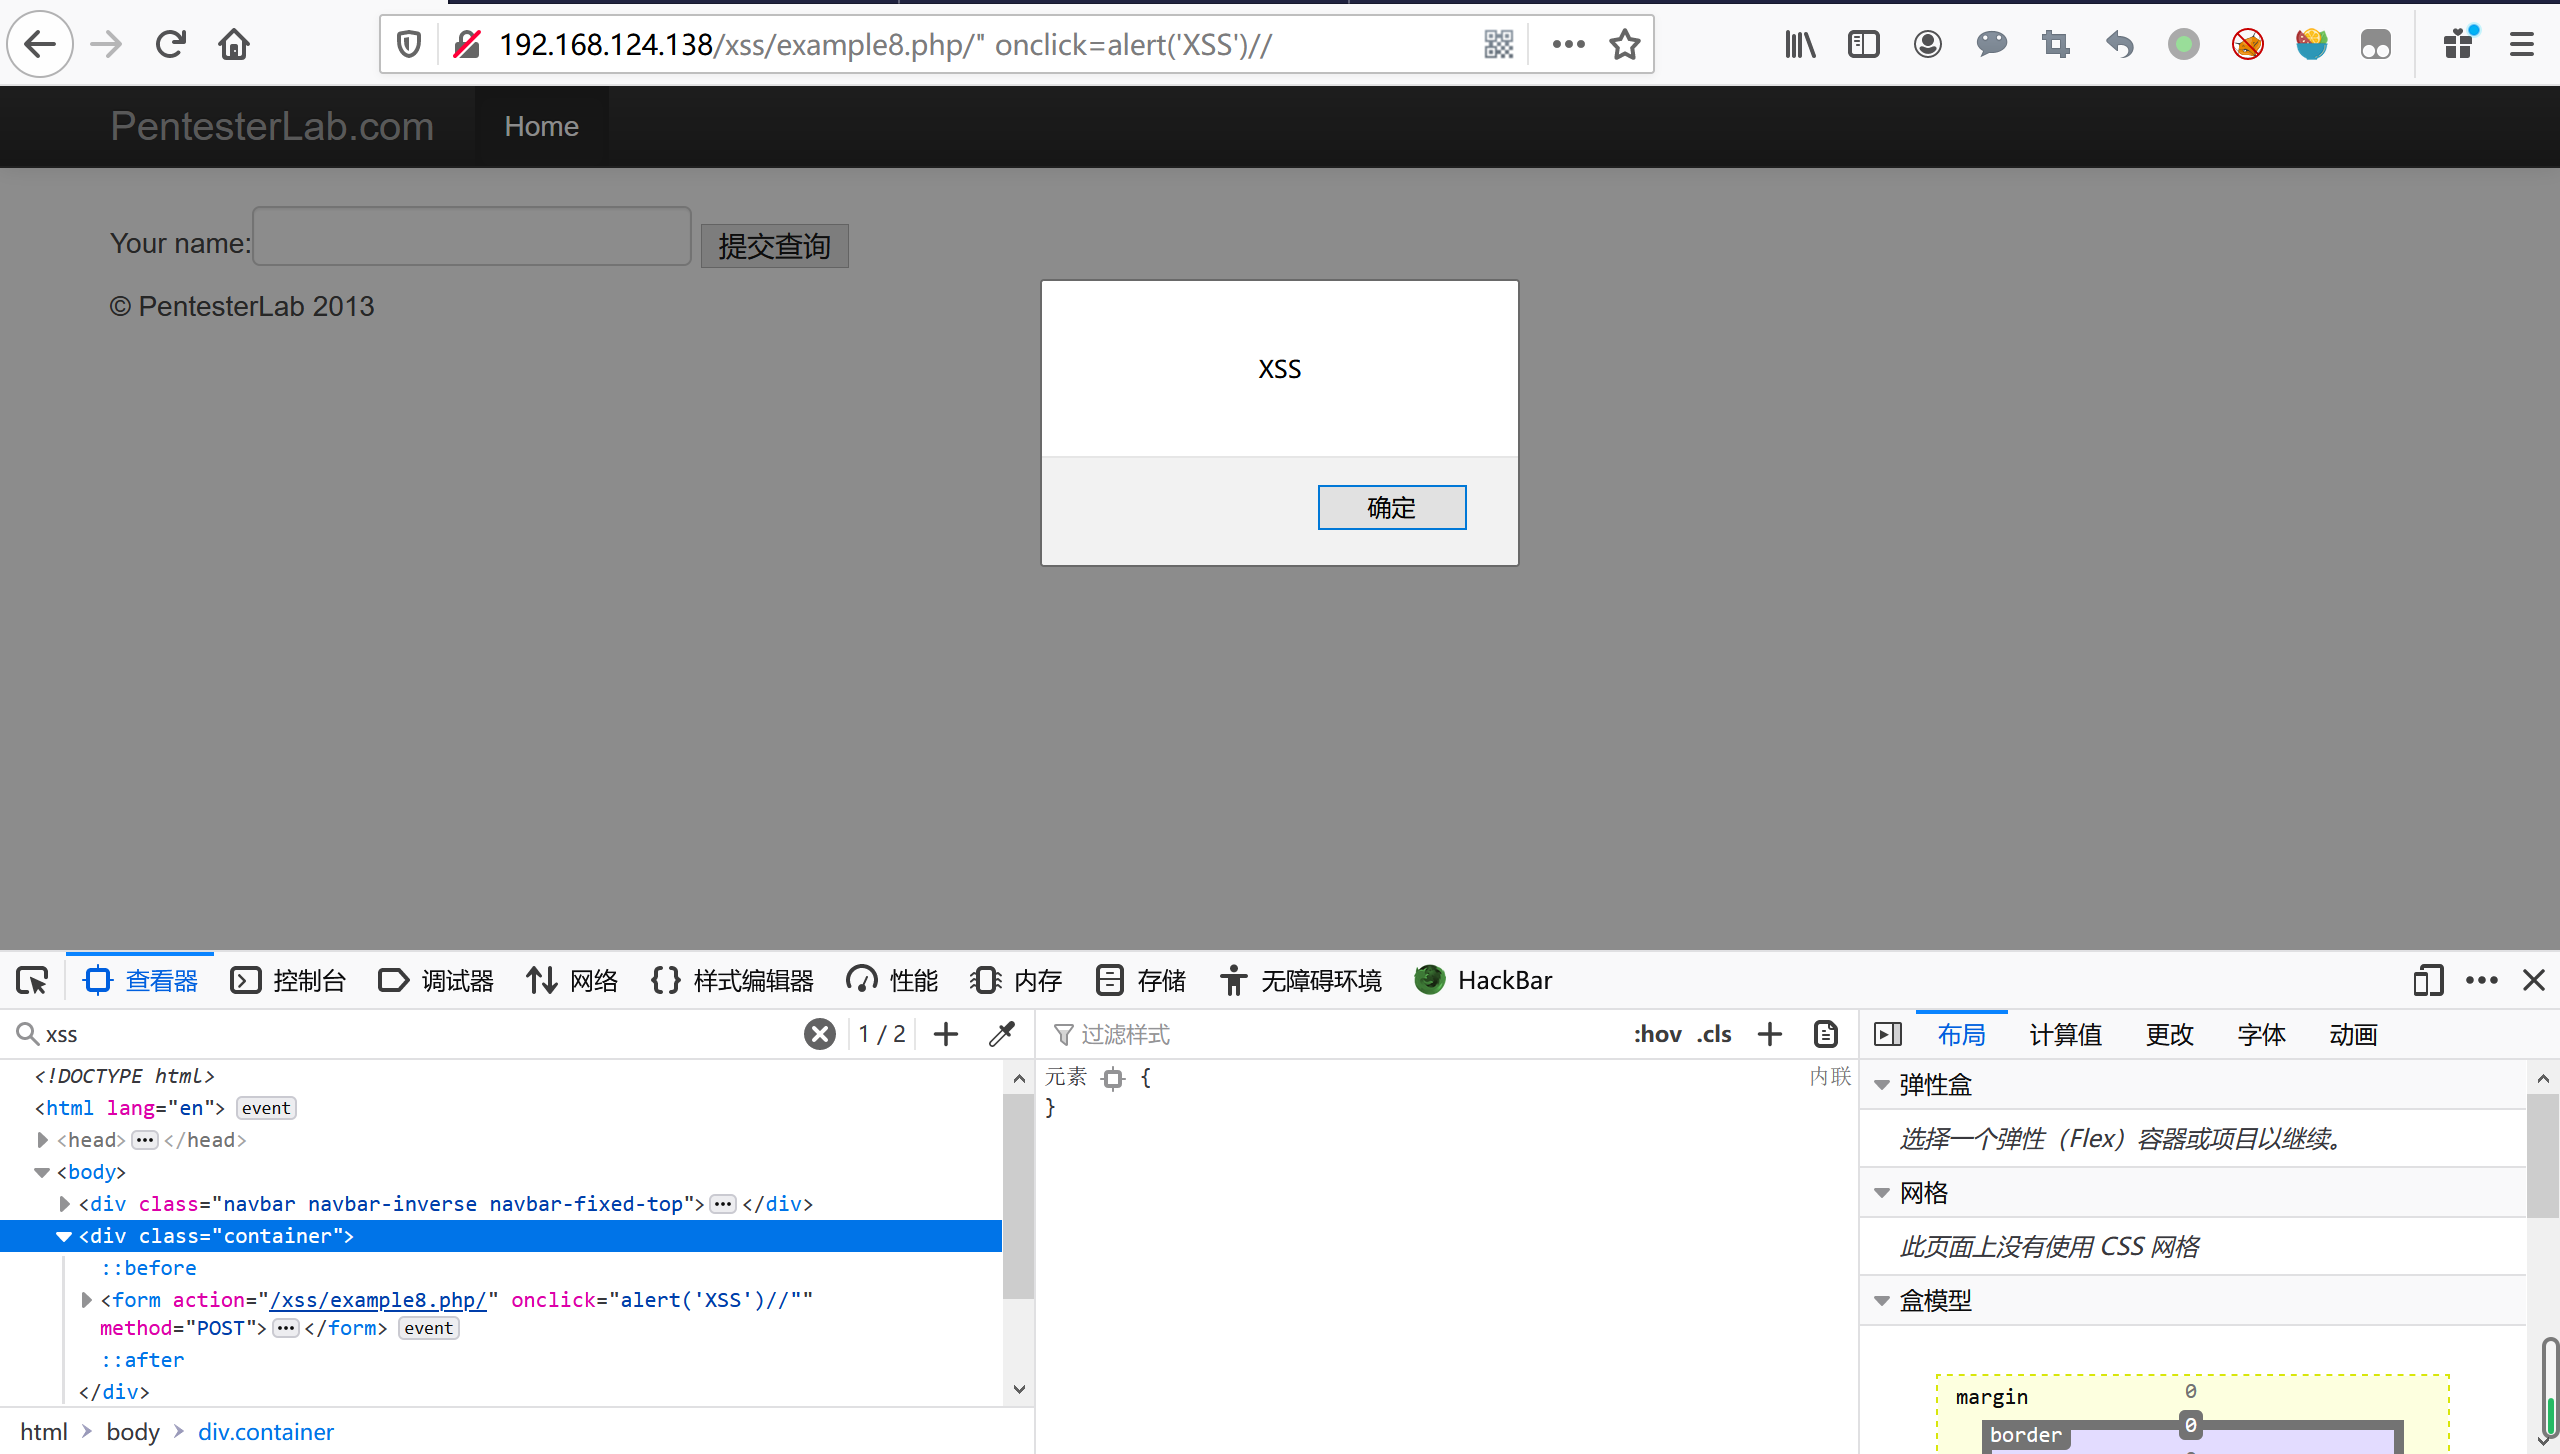 192.168.124.138/xss/example8.php/" onclick=alert('XSS')//
PentesterLab.com Home
Your name: 提交查询
© PentesterLab 2013
XSS
确定
查看器 控制台 调试器 网络 样式编辑器 性能 内存 存储 无障碍环境 HackBar
xss 1 / 2 过滤样式 :hov .cls 布局 计算值 更改 字体 动画
<!DOCTYPE html>
<html lang="en"> event
<head> ••• </head>
<body>
<div class="navbar navbar-inverse navbar-fixed-top"> ••• </div>
<div class="container">
::before
<form action="/xss/example8.php/" onclick="alert('XSS')//""
method="POST"> ••• </form> event
::after
</div>
html body div.container
元素 { 内联
}
弹性盒
选择一个弹性（Flex）容器或项目以继续。
网格
此页面上没有使用 CSS 网格
盒模型
margin 0
border 0